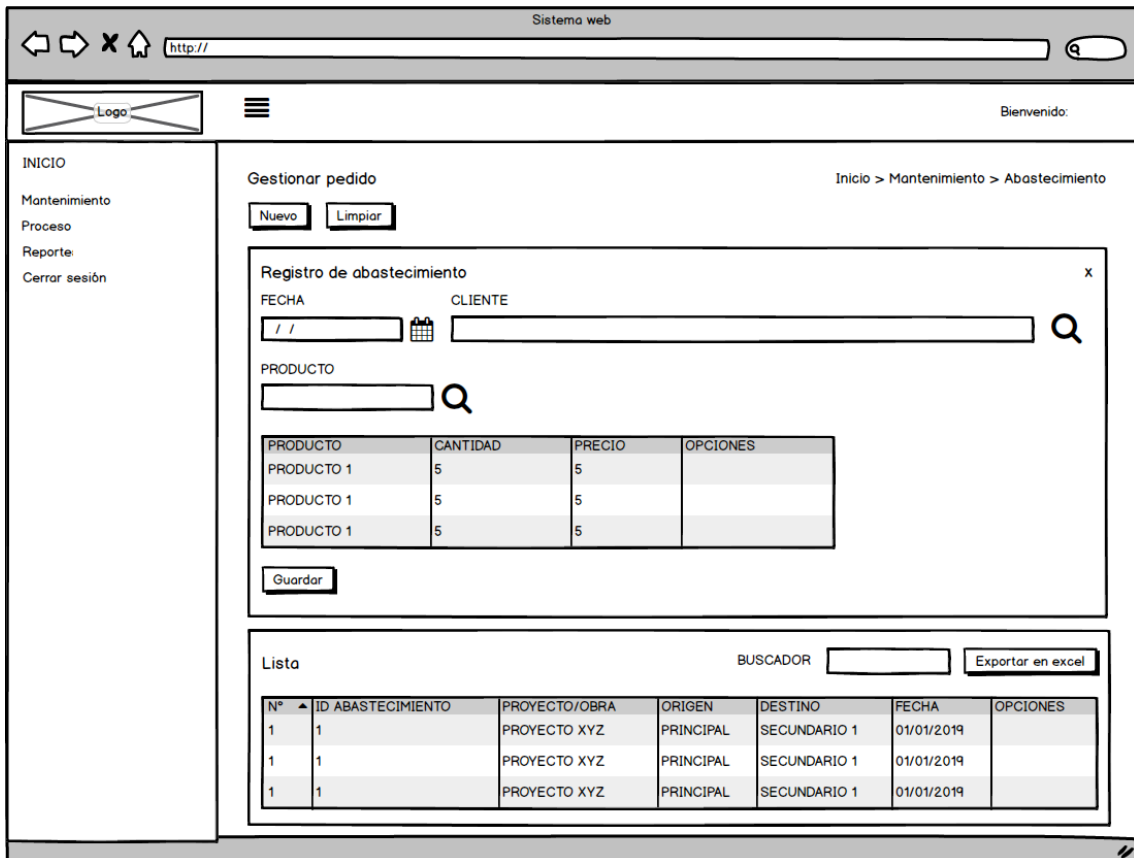 Sistema web
http://
Logo
Bienvenido:
INICIO
Mantenimiento
Proceso
Reporte
Cerrar sesión
Gestionar pedido
Inicio > Mantenimiento > Abastecimiento
Nuevo Limpiar
Registro de abastecimiento x
FECHA CLIENTE
/ /
PRODUCTO
PRODUCTO CANTIDAD PRECIO OPCIONES
PRODUCTO 1 5 5
PRODUCTO 1 5 5
PRODUCTO 1 5 5
Guardar
Lista BUSCADOR Exportar en excel
N° ID ABASTECIMIENTO PROYECTO/OBRA ORIGEN DESTINO FECHA OPCIONES
1 1 PROYECTO XYZ PRINCIPAL SECUNDARIO 1 01/01/2019
1 1 PROYECTO XYZ PRINCIPAL SECUNDARIO 1 01/01/2019
1 1 PROYECTO XYZ PRINCIPAL SECUNDARIO 1 01/01/2019